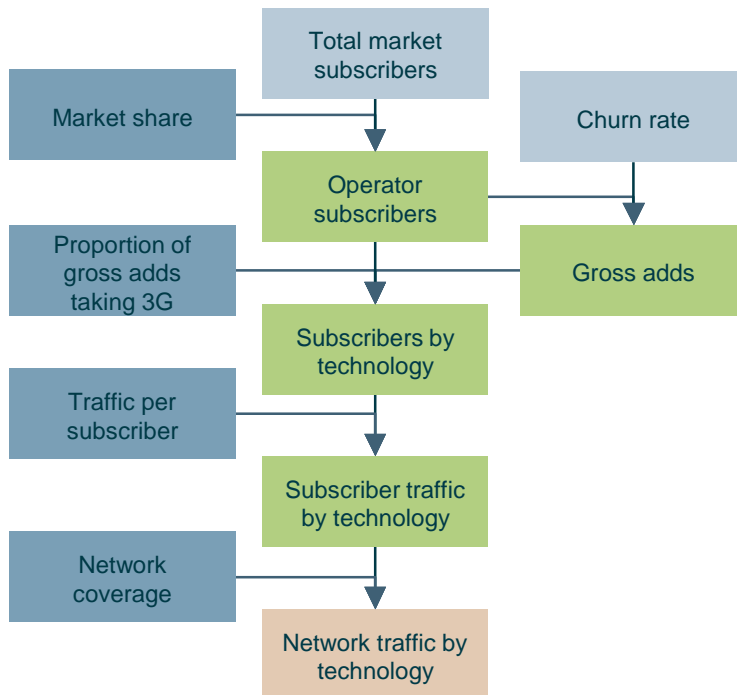 Total market
subscribers
Market share
Churn rate
Operator
subscribers
Proportion of
gross adds
taking 3G
Gross adds
Subscribers by
technology
Traffic per
subscriber
Subscriber traffic
by technology
Network
coverage
Network traffic by
technology